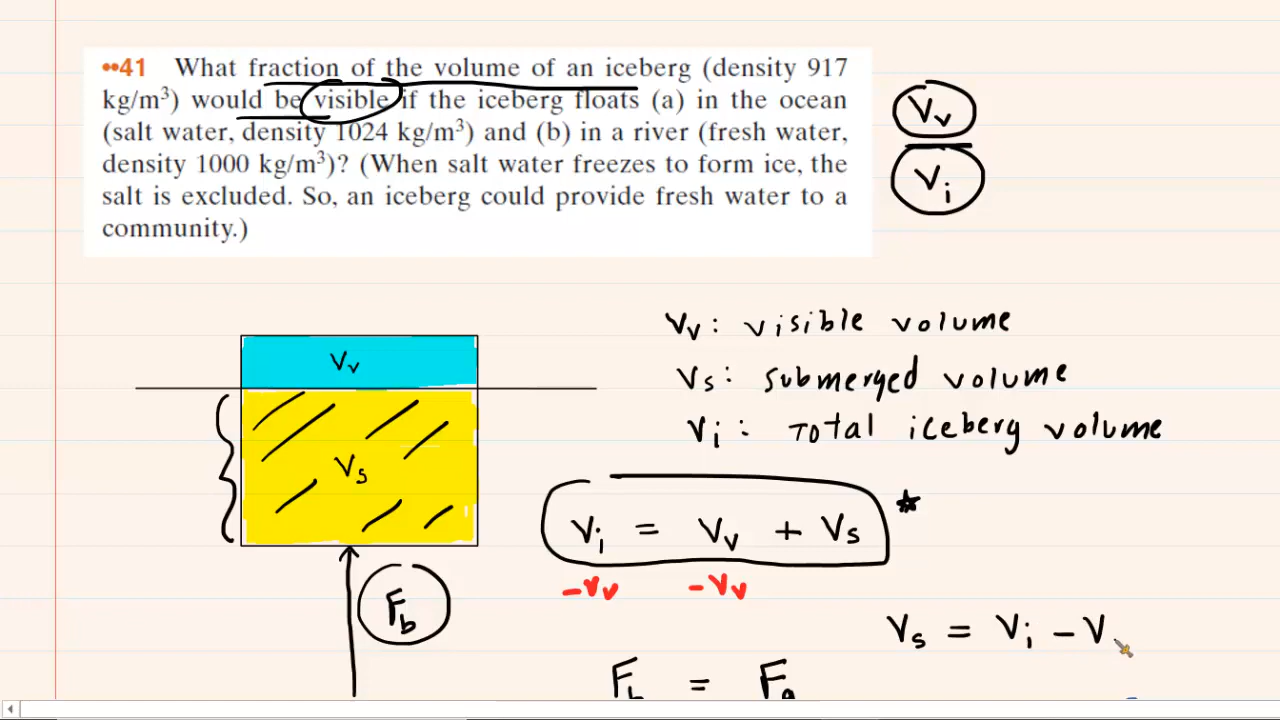 ••41 What fraction of the volume of an iceberg (density 917
kg/m³) would be visible if the iceberg floats (a) in the ocean
(salt water, density 1024 kg/m³) and (b) in a river (fresh water,
density 1000 kg/m³)? (When salt water freezes to form ice, the
salt is excluded. So, an iceberg could provide fresh water to a
community.)
Vv
Vi
Vv : visible volume
Vs : submerged volume
Vi : Total iceberg volume
Vv
Vs
Vi = Vv + Vs *
-Vv -Vv
Fb
Vs = Vi - V
Fb = Fg